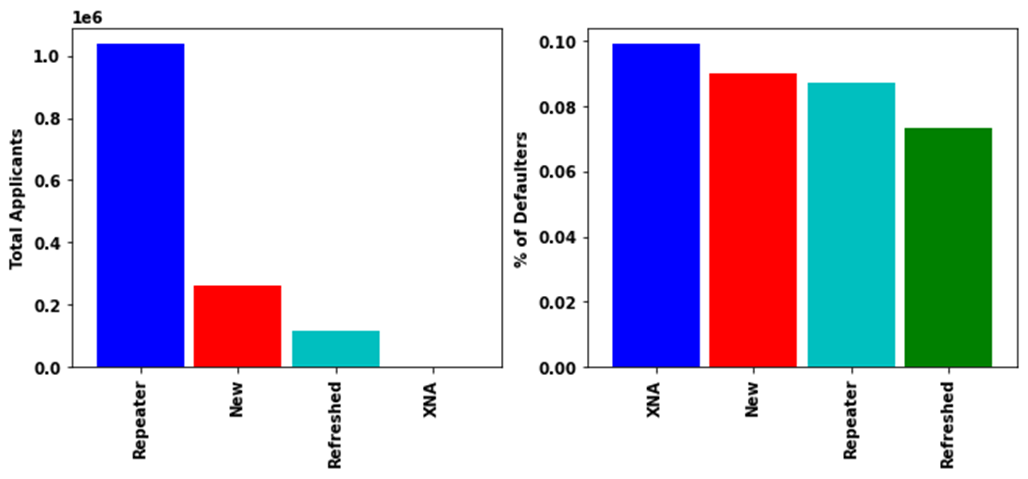 1e6
Total Applicants
1.0
0.8
0.6
0.4
0.2
0.0
Repeater
New
Refreshed
XNA
% of Defaulters
0.10
0.08
0.06
0.04
0.02
0.00
XNA
New
Repeater
Refreshed